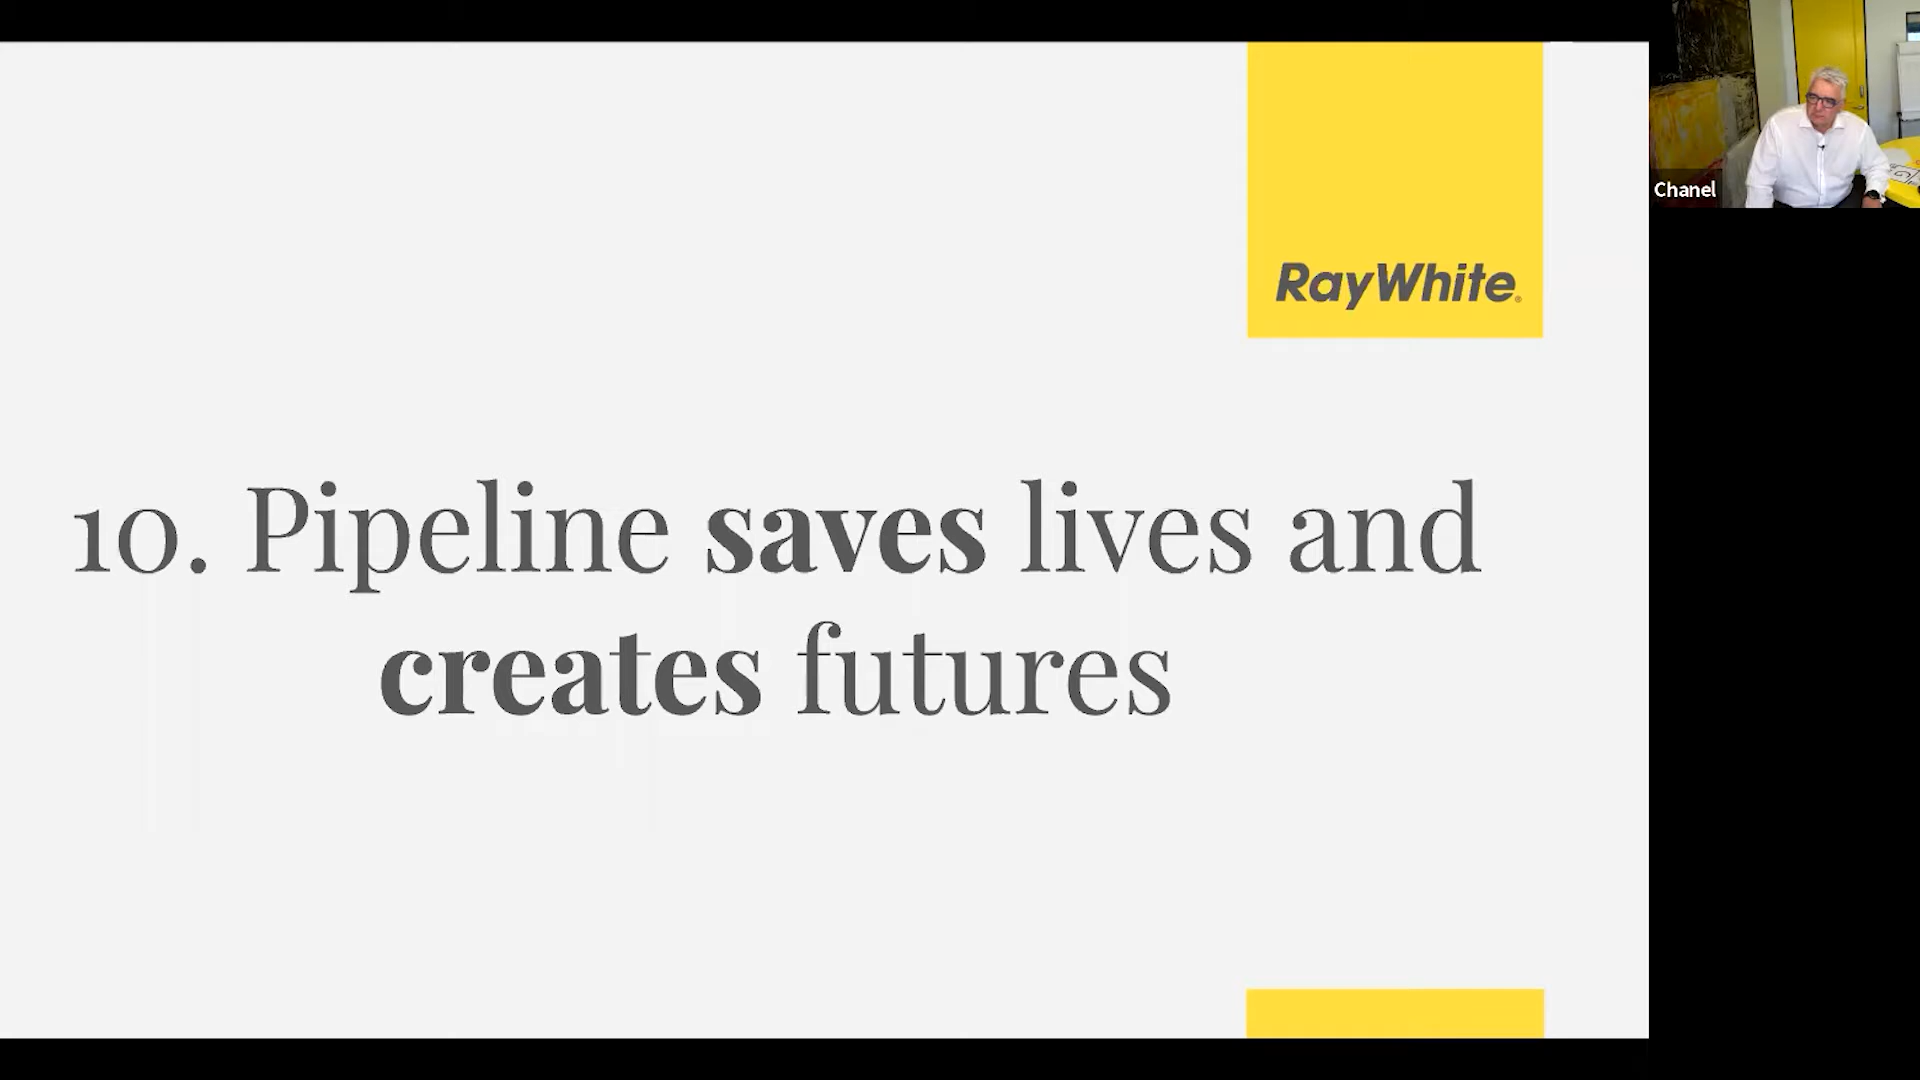 RayWhite
10. Pipeline saves lives and
creates futures
Chanel